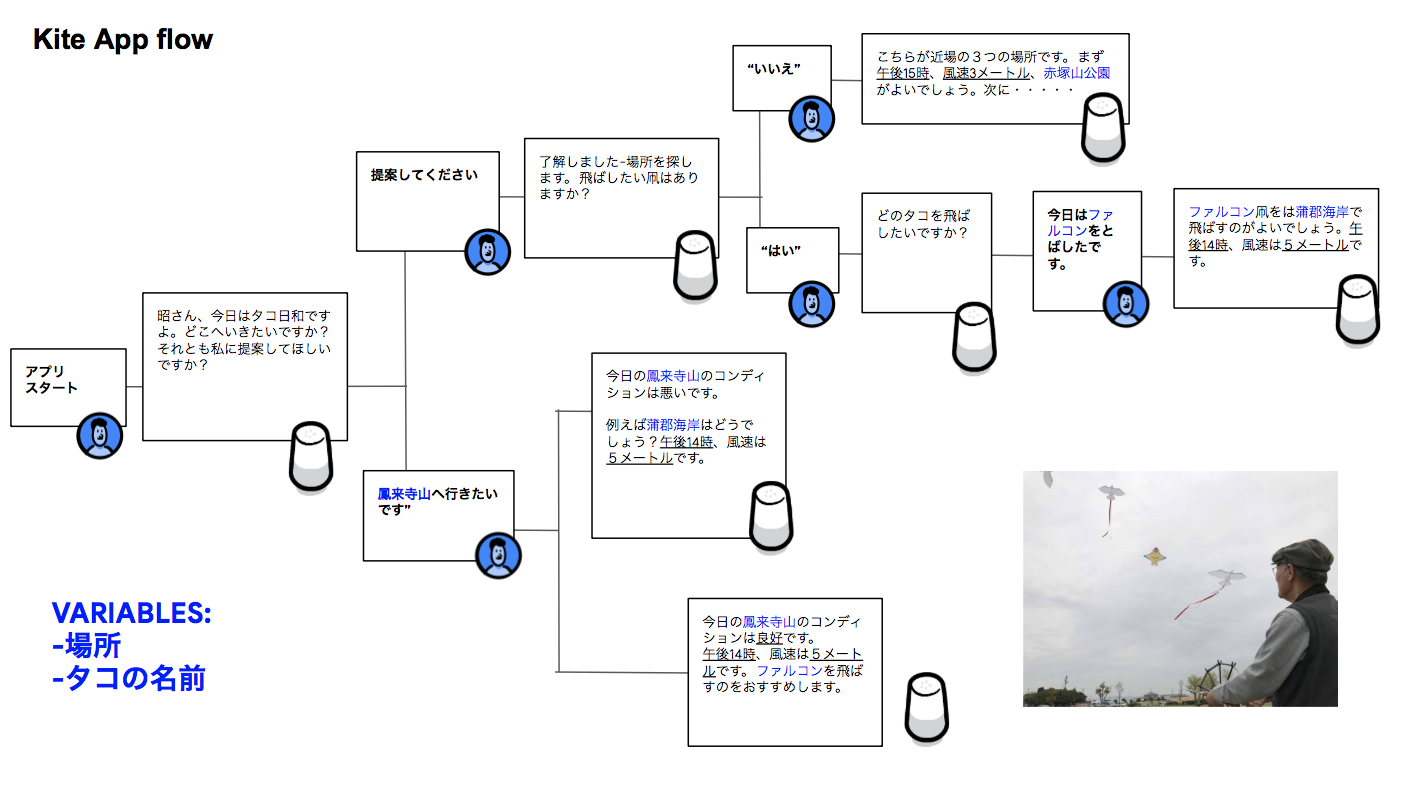 Kite App flow
アプリ
スタート
昭さん、今日はタコ日和です
よ。どこへいきたいですか？
それとも私に提案してほしい
ですか？
提案してください
了解しました-場所を探し
ます。飛ばしたい凧はあり
ますか？
“いいえ”
こちらが近場の３つの場所です。まず
午後15時、風速3メートル、赤塚山公園
がよいでしょう。次に・・・・・
“はい”
どのタコを飛ば
したいですか？
今日はファ
ルコンをと
ばしたで
す。
ファルコン凧をは蒲郡海岸で
飛ばすのがよいでしょう。午
後14時、風速は５メートルで
す。
鳳来寺山へ行きたい
です”
今日の鳳来寺山のコンディ
ションは悪いです。
例えば蒲郡海岸はどうで
しょう？午後14時、風速は
５メートルです。
今日の鳳来寺山のコンディ
ションは良好です。
午後14時、風速は５メート
ルです。ファルコンを飛ば
すのをおすすめします。
VARIABLES:
-場所
-タコの名前